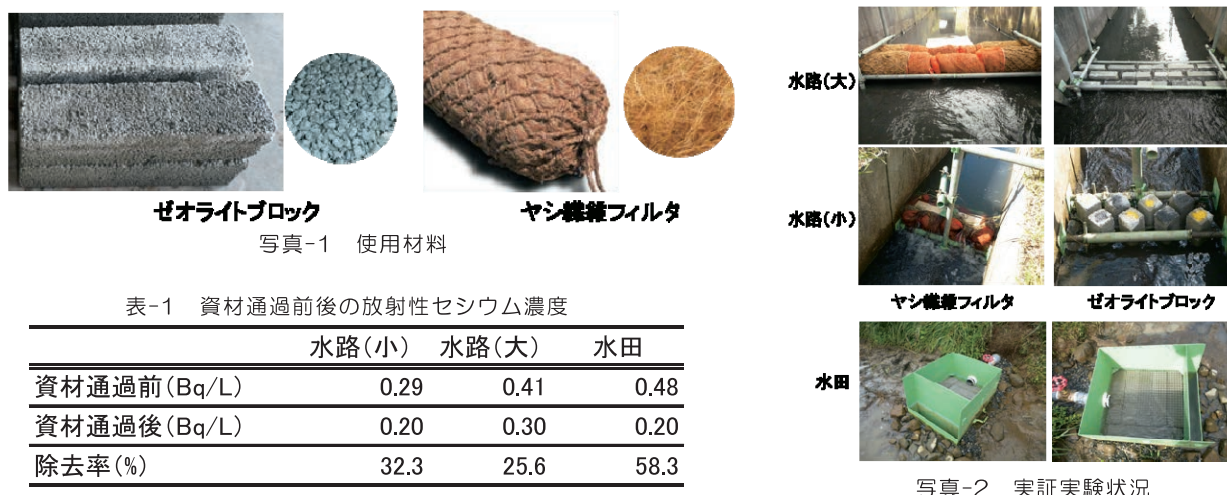 ゼオライトブロック
ヤシ繊維フィルタ
写真-1 使用材料
表-1 資材通過前後の放射性セシウム濃度
水路(小) 水路(大) 水田
資材通過前(Bq/L) 0.29 0.41 0.48
資材通過後(Bq/L) 0.20 0.30 0.20
除去率(%) 32.3 25.6 58.3
水路(大)
水路(小)
ヤシ繊維フィルタ
ゼオライトブロック
水田
写真-2 実証実験状況